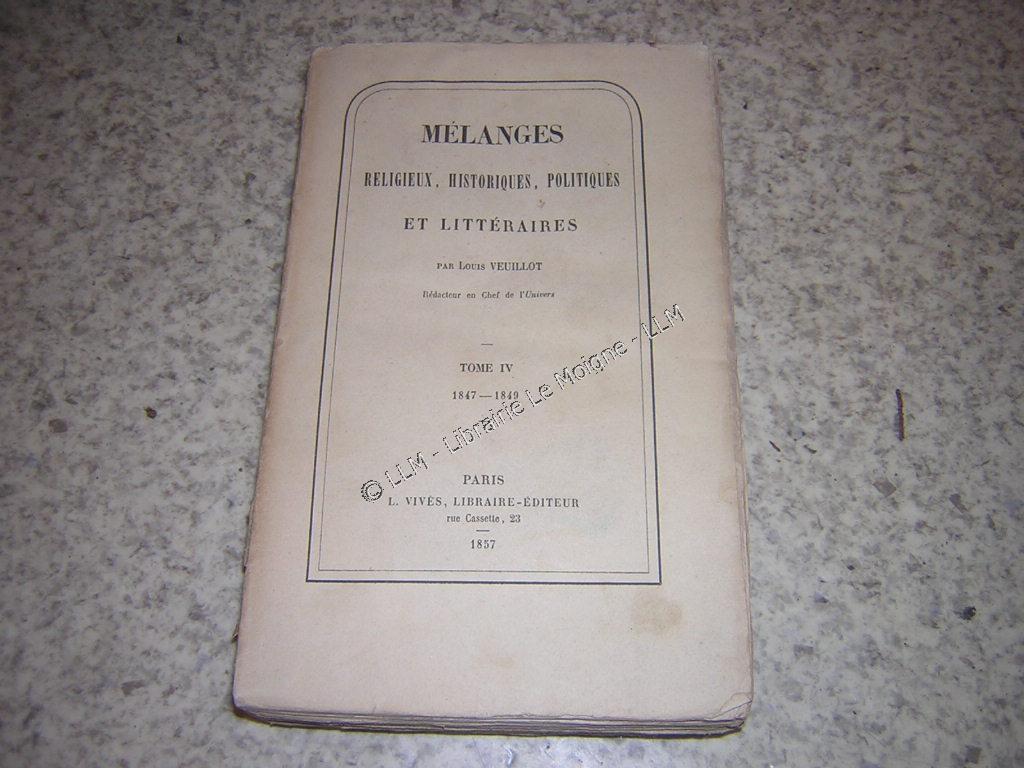 MÉLANGES
RELIGIEUX, HISTORIQUES, POLITIQUES
ET LITTÉRAIRES
PAR LOUIS VEUILLOT
Rédacteur en Chef de l'Univers
TOME IV
1847—1849
PARIS
L. VIVÈS, LIBRAIRE-ÉDITEUR
rue Cassette, 23
1857
© LLM - Librairie Le Moigne - LLM